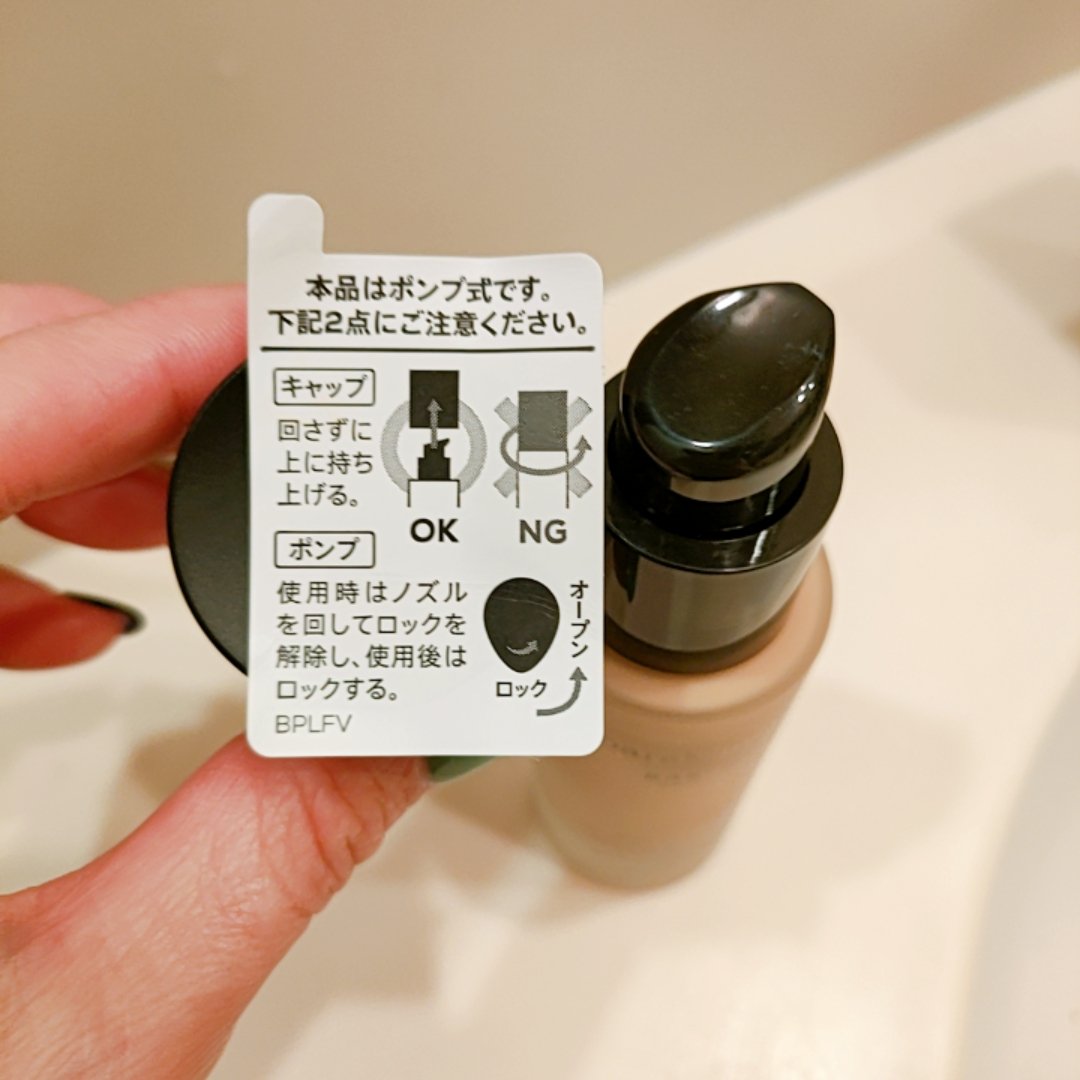 本品はポンプ式です。
下記2点にご注意ください。
キャップ
回さずに
上に持ち
上げる。
OK
NG
ポンプ
使用時はノズル
を回してロックを
解除し、使用後は
ロックする。
オープン
ロック
BPLFV